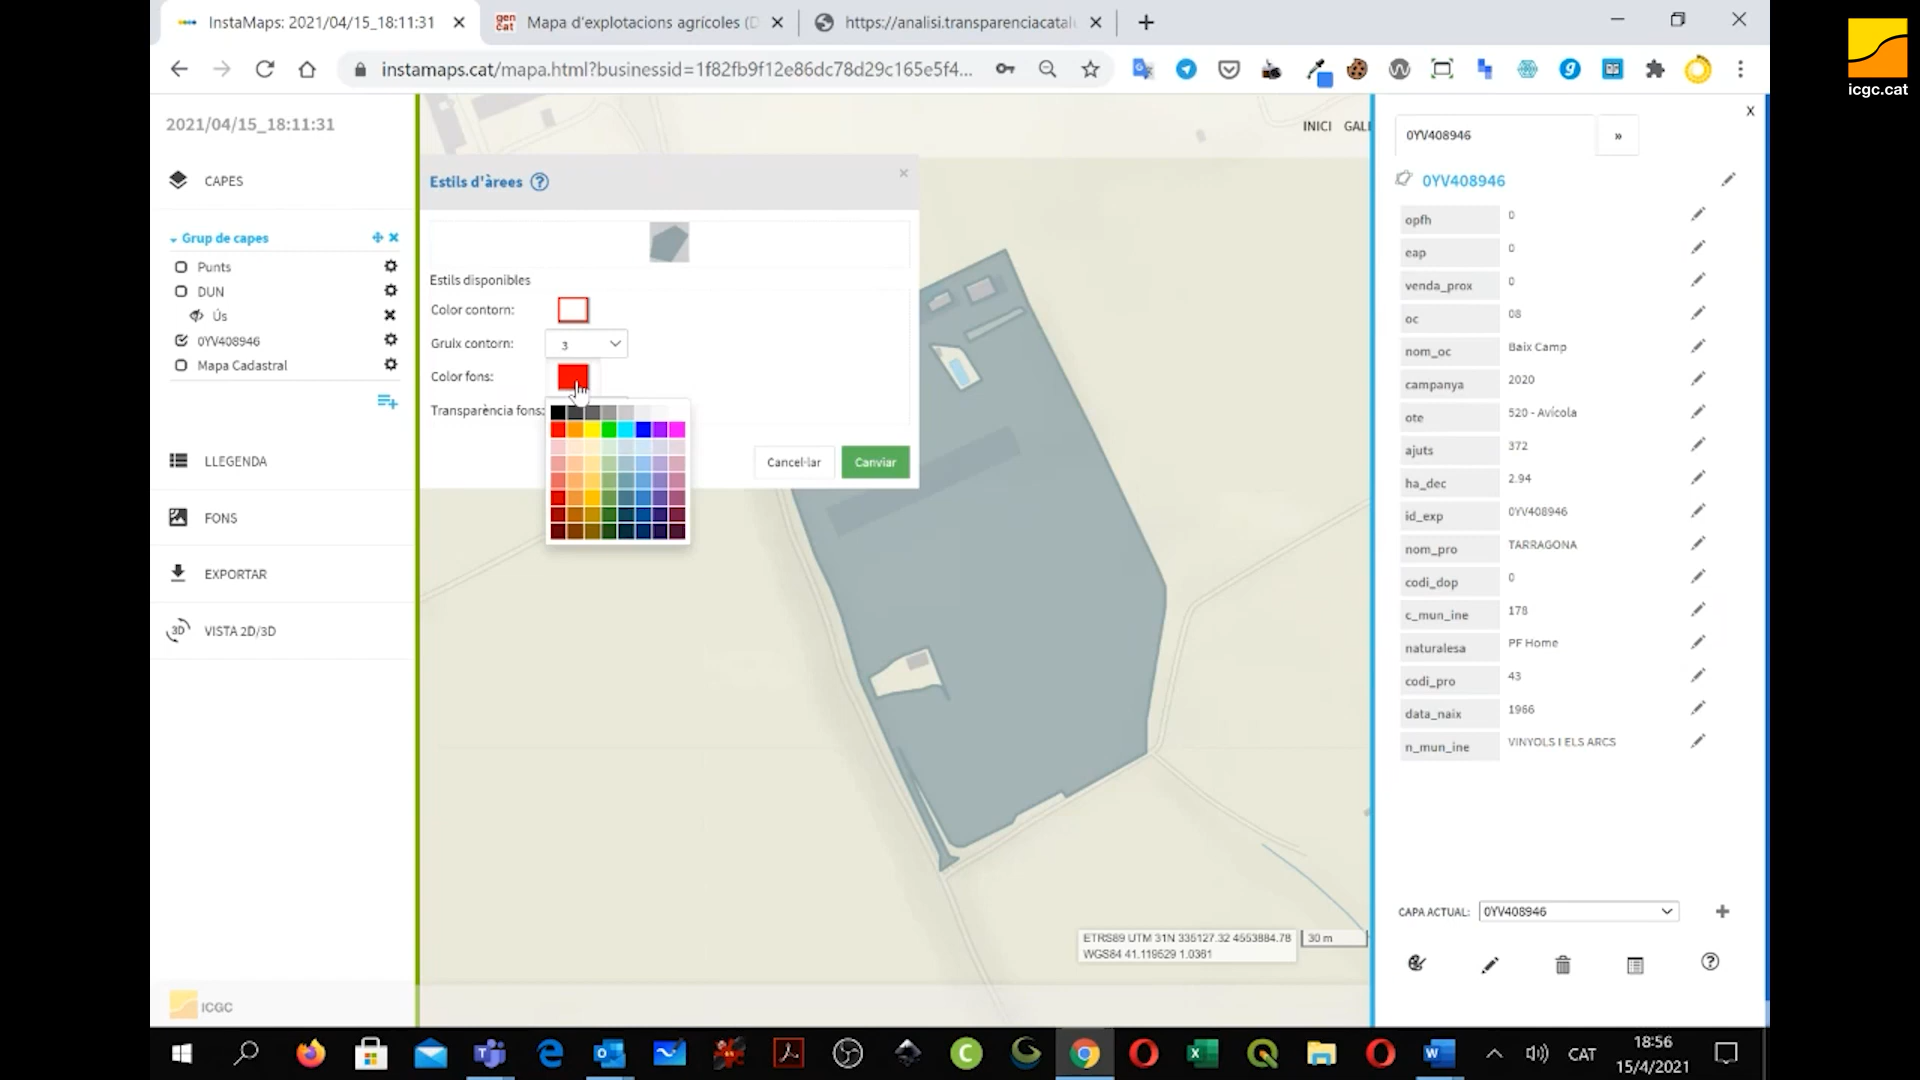 InstaMaps: 2021/04/15_18:11:31
gen cat
Mapa d'explotacions agrícoles (D
https://analisi.transparenciacatal
instamaps.cat/mapa.html?businessid=1f82fb9f12e86dc78d29c165e5f4...
icgc.cat
2021/04/15_18:11:31
INICI GALE
CAPES
Grup de capes
Punts
DUN
Ús
0YV408946
Mapa Cadastral
LLEGENDA
FONS
EXPORTAR
3D VISTA 2D/3D
ICGC
Estils d'àrees ?
Estils disponibles
Color contorn:
Gruix contorn: 3
Color fons:
Transparència fons:
Cancel·lar Canviar
ETRS89 UTM 31N 335127.32 4553884.78
WGS84 41.119529 1.0361
30 m
X
0YV408946 »
0YV408946
opfh 0
eap 0
venda_prox 0
oc 08
nom_oc Baix Camp
campanya 2020
ote 520 - Avícola
ajuts 372
ha_dec 2.94
id_exp 0YV408946
nom_pro TARRAGONA
codi_dop 0
c_mun_ine 178
naturalesa PF Home
codi_pro 43
data_naix 1966
n_mun_ine VINYOLS I ELS ARCS
CAPA ACTUAL: 0YV408946
CAT
18:56
15/4/2021